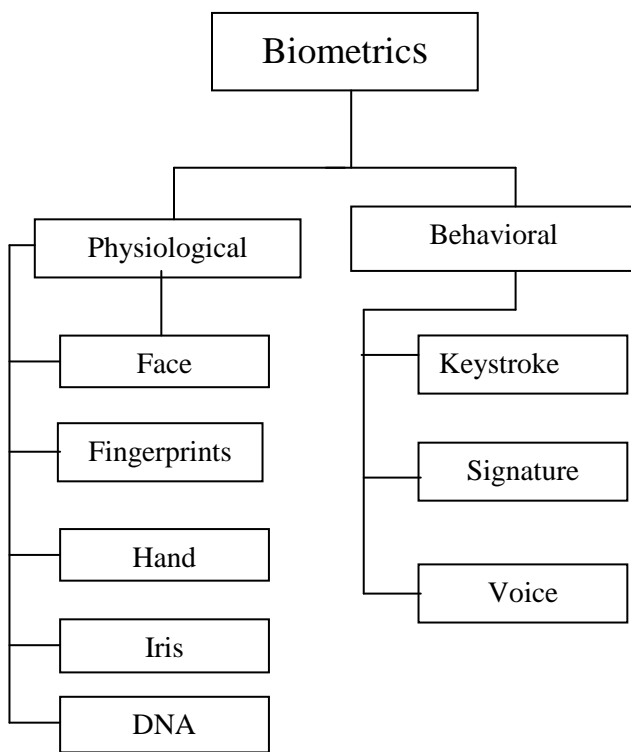 Biometrics
Physiological
Behavioral
Face
Keystroke
Fingerprints
Signature
Hand
Voice
Iris
DNA